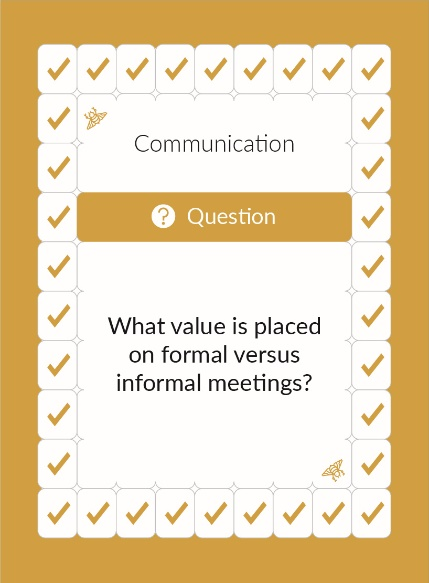 Communication
? Question
What value is placed
on formal versus
informal meetings?